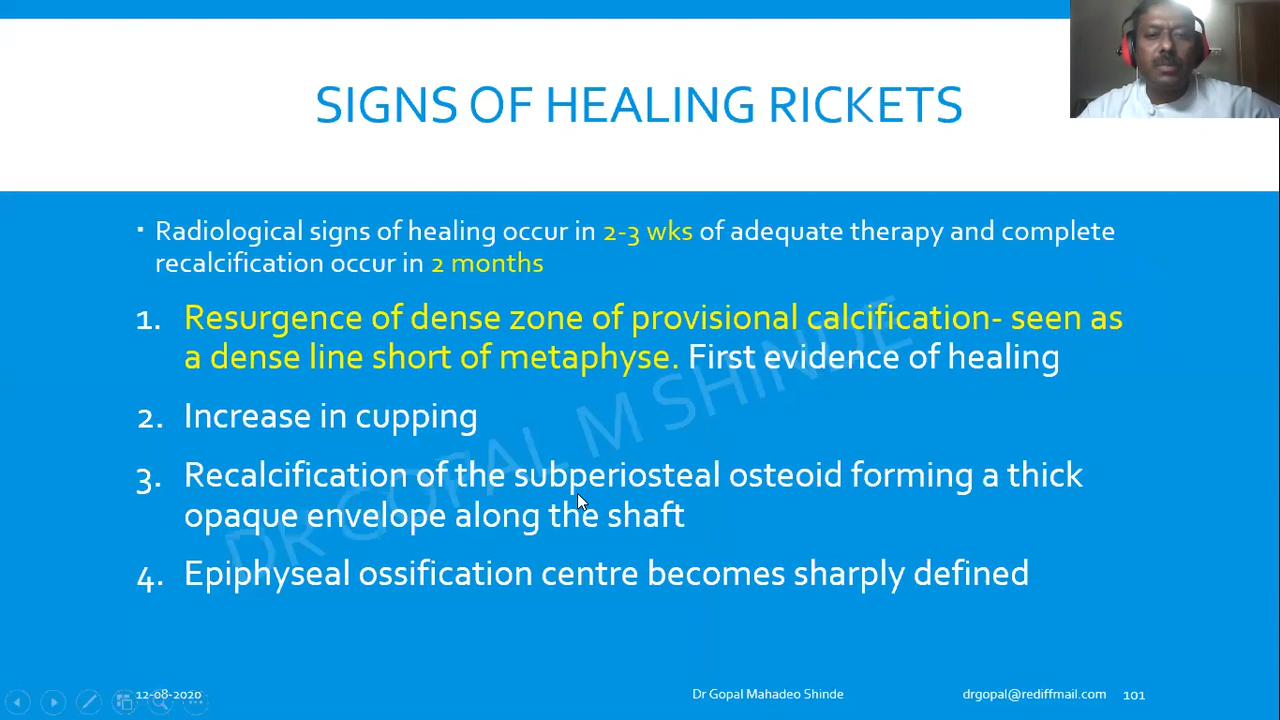 SIGNS OF HEALING RICKETS
▪ Radiological signs of healing occur in 2-3 wks of adequate therapy and complete
recalcification occur in 2 months
1. Resurgence of dense zone of provisional calcification- seen as
a dense line short of metaphyse. First evidence of healing
2. Increase in cupping
3. Recalcification of the subperiosteal osteoid forming a thick
opaque envelope along the shaft
4. Epiphyseal ossification centre becomes sharply defined
DR GOPAL M SHINDE
12-08-2020
Dr Gopal Mahadeo Shinde
drgopal@rediffmail.com
101